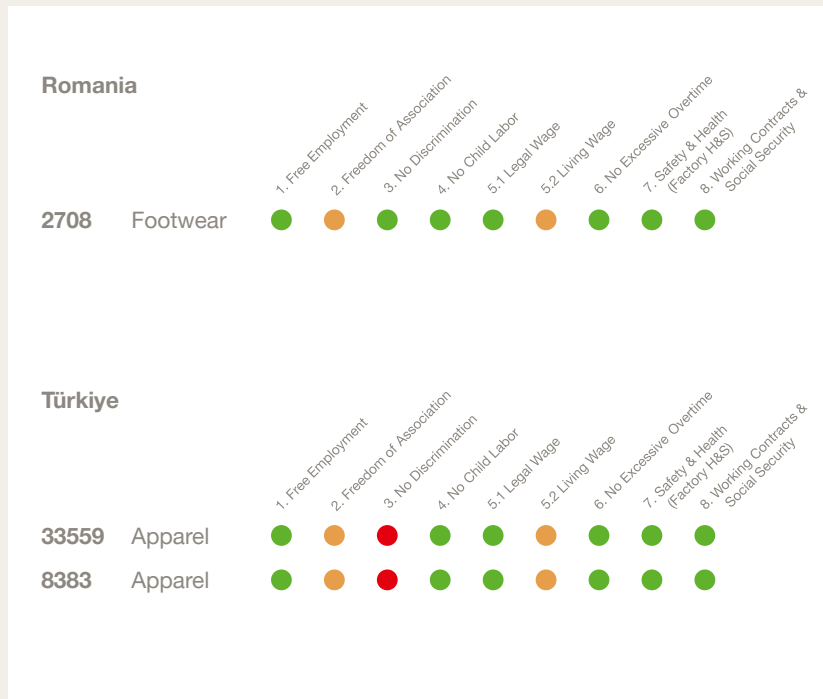 Romania
1. Free Employment
2. Freedom of Association
3. No Discrimination
4. No Child Labor
5.1 Legal Wage
5.2 Living Wage
6. No Excessive Overtime
7. Safety & Health
(Factory H&S)
8. Working Contracts &
Social Security
2708 Footwear
Türkiye
1. Free Employment
2. Freedom of Association
3. No Discrimination
4. No Child Labor
5.1 Legal Wage
5.2 Living Wage
6. No Excessive Overtime
7. Safety & Health
(Factory H&S)
8. Working Contracts &
Social Security
33559 Apparel
8383 Apparel